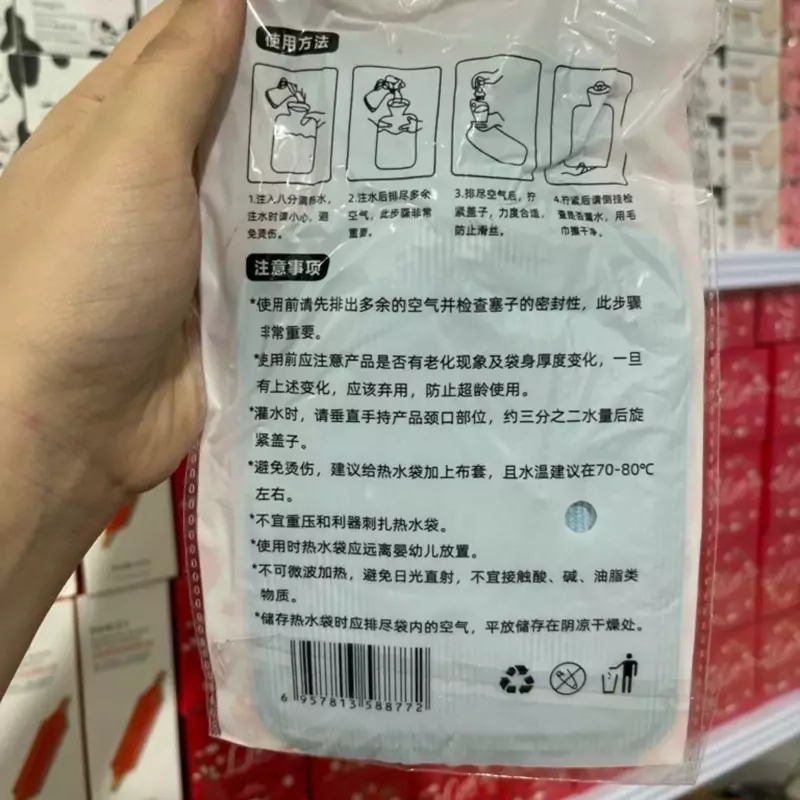 使用方法
1.注入八分满热水，
注水时请小心，避
免烫伤。
2.注水后排尽多余
空气，此步骤非常
重要。
3.排尽空气后，拧
紧盖子，力度合适，
防止滑丝。
4.拧紧后请倒挂检
查是否漏水，用毛
巾擦干净。
注意事项
*使用前请先排出多余的空气并检查塞子的密封性，此步骤
非常重要。
*使用前应注意产品是否有老化现象及袋身厚度变化，一旦
有上述变化，应该弃用，防止超龄使用。
*灌水时，请垂直手持产品颈口部位，约三分之二水量后旋
紧盖子。
*避免烫伤，建议给热水袋加上布套，且水温建议在70-80℃
左右。
*不宜重压和利器刺扎热水袋。
*使用时热水袋应远离婴幼儿放置。
*不可微波加热，避免日光直射，不宜接触酸、碱、油脂类
物质。
*储存热水袋时应排尽袋内的空气，平放储存在阴凉干燥处。
6 957813 588772